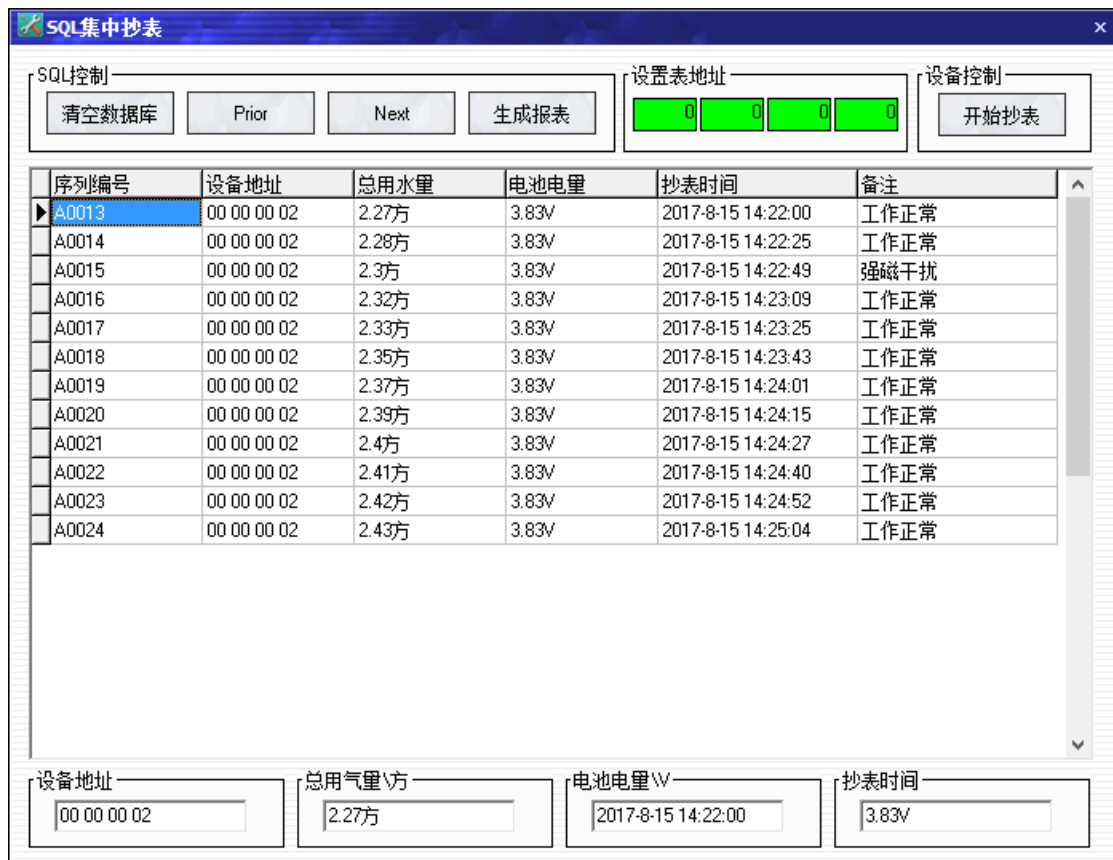 SQL集中抄表
SQL控制 设置表地址 设备控制
清空数据库 Prior Next 生成报表 0 0 0 0 开始抄表
序列编号 设备地址 总用水量 电池电量 抄表时间 备注
A0013 00 00 00 02 2.27方 3.83V 2017-8-15 14:22:00 工作正常
A0014 00 00 00 02 2.28方 3.83V 2017-8-15 14:22:25 工作正常
A0015 00 00 00 02 2.3方 3.83V 2017-8-15 14:22:49 强磁干扰
A0016 00 00 00 02 2.32方 3.83V 2017-8-15 14:23:09 工作正常
A0017 00 00 00 02 2.33方 3.83V 2017-8-15 14:23:25 工作正常
A0018 00 00 00 02 2.35方 3.83V 2017-8-15 14:23:43 工作正常
A0019 00 00 00 02 2.37方 3.83V 2017-8-15 14:24:01 工作正常
A0020 00 00 00 02 2.39方 3.83V 2017-8-15 14:24:15 工作正常
A0021 00 00 00 02 2.4方 3.83V 2017-8-15 14:24:27 工作正常
A0022 00 00 00 02 2.41方 3.83V 2017-8-15 14:24:40 工作正常
A0023 00 00 00 02 2.42方 3.83V 2017-8-15 14:24:52 工作正常
A0024 00 00 00 02 2.43方 3.83V 2017-8-15 14:25:04 工作正常
设备地址 总用气量\方 电池电量\V 抄表时间
00 00 00 02 2.27方 2017-8-15 14:22:00 3.83V